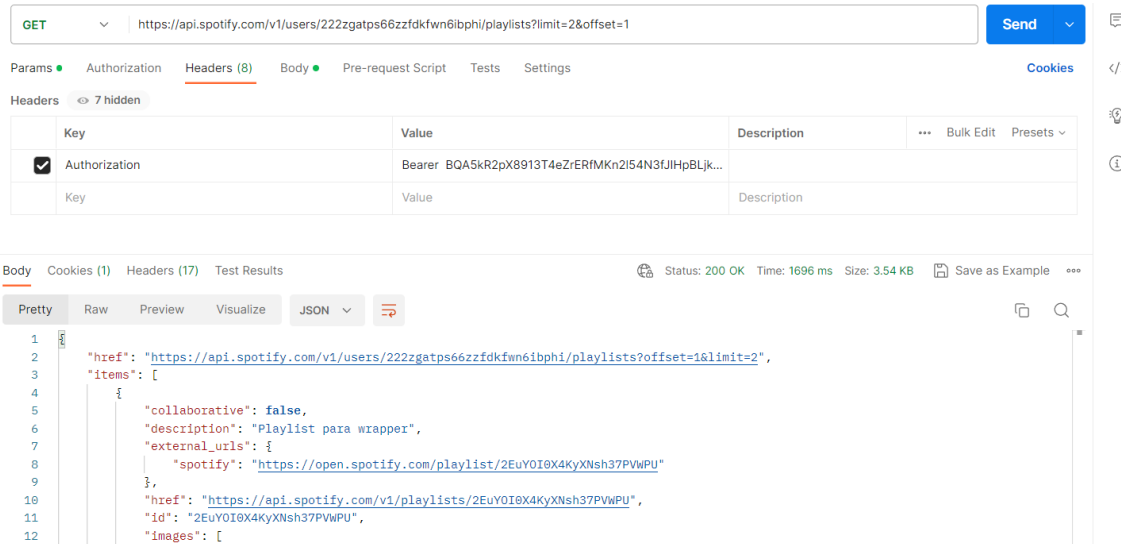 GET https://api.spotify.com/v1/users/222zgatps66zzfdkfwn6ibphi/playlists?limit=2&offset=1 Send
Params Authorization Headers (8) Body Pre-request Script Tests Settings Cookies
Headers 7 hidden
Key Value Description ••• Bulk Edit Presets
Authorization Bearer BQA5kR2pX8913T4eZrERfMKn2I54N3fJIHpBLjk...
Key Value Description
Body Cookies (1) Headers (17) Test Results Status: 200 OK Time: 1696 ms Size: 3.54 KB Save as Example
Pretty Raw Preview Visualize JSON
1 {
2 "href": "https://api.spotify.com/v1/users/222zgatps66zzfdkfwn6ibphi/playlists?offset=1&limit=2",
3 "items": [
4 {
5 "collaborative": false,
6 "description": "Playlist para wrapper",
7 "external_urls": {
8 "spotify": "https://open.spotify.com/playlist/2EuYOI0X4KyXNsh37PVWPU"
9 },
10 "href": "https://api.spotify.com/v1/playlists/2EuYOI0X4KyXNsh37PVWPU",
11 "id": "2EuYOI0X4KyXNsh37PVWPU",
12 "images": [